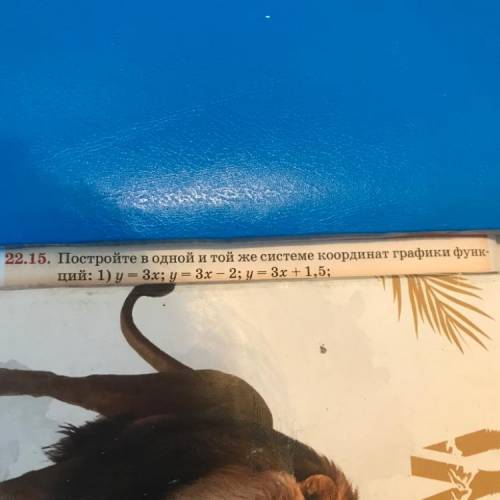 22.15. Постройте в одной и той же системе координат графики функ-
ций: 1) y = 3x; y = 3x − 2; y = 3x + 1,5;